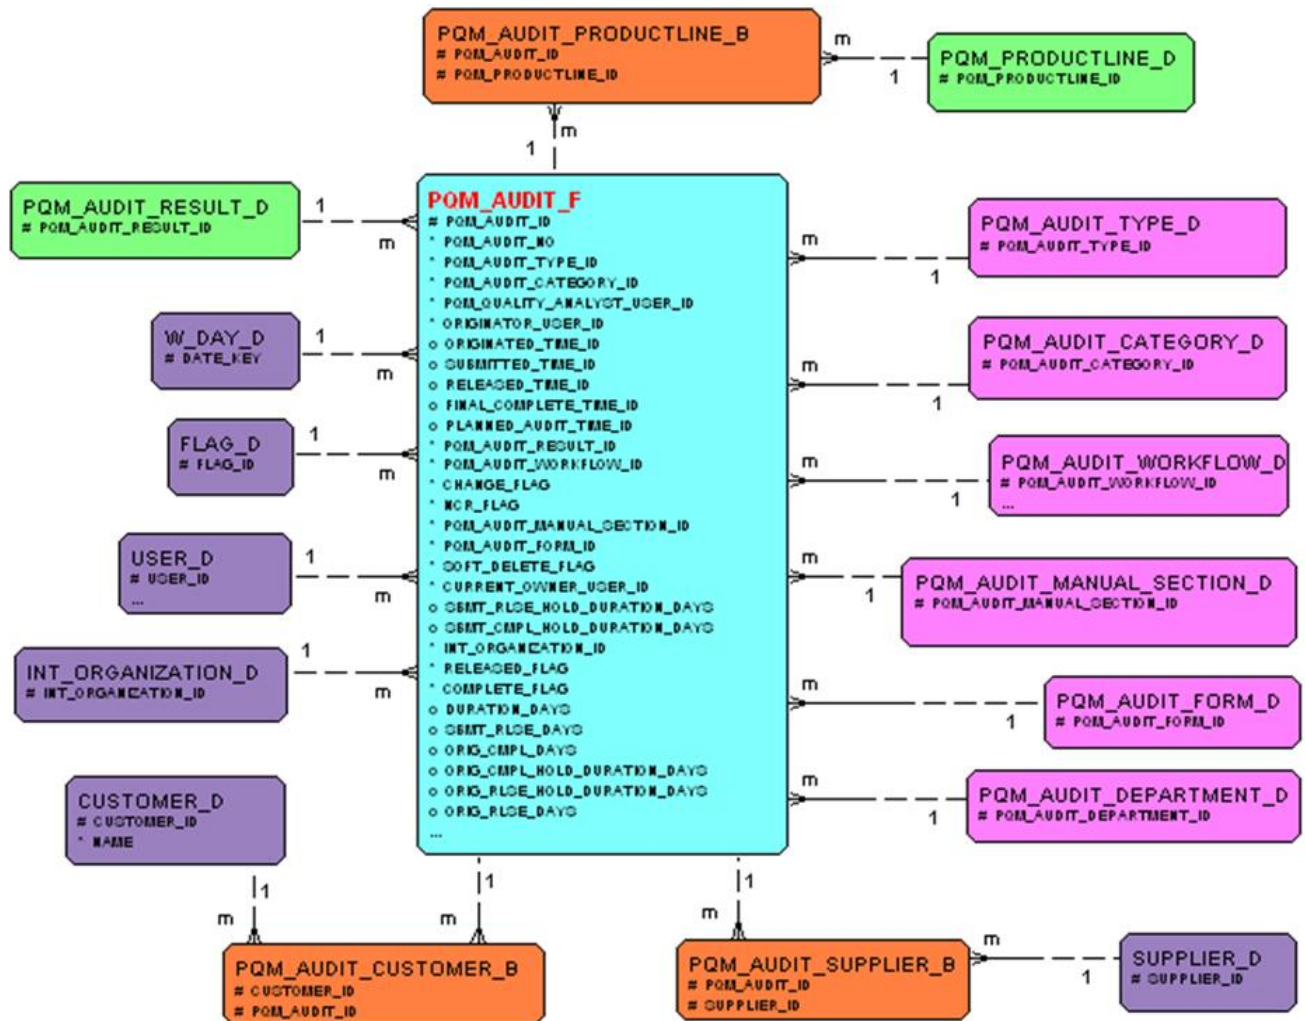 PQM_AUDIT_PRODUCTLINE_B
# PQM_AUDIT_ID
# PQM_PRODUCTLINE_ID
m
1
PQM_PRODUCTLINE_D
# PQM_PRODUCTLINE_ID
m
1
PQM_AUDIT_RESULT_D
# PQM_AUDIT_RESULT_ID
1
m
W_DAY_D
# DATE_KEY
1
m
FLAG_D
# FLAG_ID
1
m
USER_D
# USER_ID
...
1
m
INT_ORGANIZATION_D
# INT_ORGANIZATION_ID
1
m
PQM_AUDIT_F
# PQM_AUDIT_ID
* PQM_AUDIT_NO
* PQM_AUDIT_TYPE_ID
* PQM_AUDIT_CATEGORY_ID
* PQM_QUALITY_ANALYST_USER_ID
* ORIGINATOR_USER_ID
o ORIGINATED_TIME_ID
o SUBMITTED_TIME_ID
o RELEASED_TIME_ID
o FINAL_COMPLETE_TIME_ID
o PLANNED_AUDIT_TIME_ID
* PQM_AUDIT_RESULT_ID
* PQM_AUDIT_WORKFLOW_ID
* CHANGE_FLAG
* NCR_FLAG
* PQM_AUDIT_MANUAL_SECTION_ID
* PQM_AUDIT_FORM_ID
* SOFT_DELETE_FLAG
* CURRENT_OWNER_USER_ID
o SBMT_RLSE_HOLD_DURATION_DAYS
o SBMT_CMPL_HOLD_DURATION_DAYS
* INT_ORGANIZATION_ID
* RELEASED_FLAG
* COMPLETE_FLAG
o DURATION_DAYS
o SBMT_RLSE_DAYS
o ORIG_CMPL_DAYS
o ORIG_CMPL_HOLD_DURATION_DAYS
o ORIG_RLSE_HOLD_DURATION_DAYS
o ORIG_RLSE_DAYS
...
m
1
PQM_AUDIT_TYPE_D
# PQM_AUDIT_TYPE_ID
m
1
PQM_AUDIT_CATEGORY_D
# PQM_AUDIT_CATEGORY_ID
m
1
PQM_AUDIT_WORKFLOW_D
# PQM_AUDIT_WORKFLOW_ID
...
m
1
PQM_AUDIT_MANUAL_SECTION_D
# PQM_AUDIT_MANUAL_SECTION_ID
m
1
PQM_AUDIT_FORM_D
# PQM_AUDIT_FORM_ID
m
1
PQM_AUDIT_DEPARTMENT_D
# PQM_AUDIT_DEPARTMENT_ID
CUSTOMER_D
# CUSTOMER_ID
* NAME
1
m
1
m
PQM_AUDIT_CUSTOMER_B
# CUSTOMER_ID
# PQM_AUDIT_ID
1
m
PQM_AUDIT_SUPPLIER_B
# PQM_AUDIT_ID
# SUPPLIER_ID
m
1
SUPPLIER_D
# SUPPLIER_ID